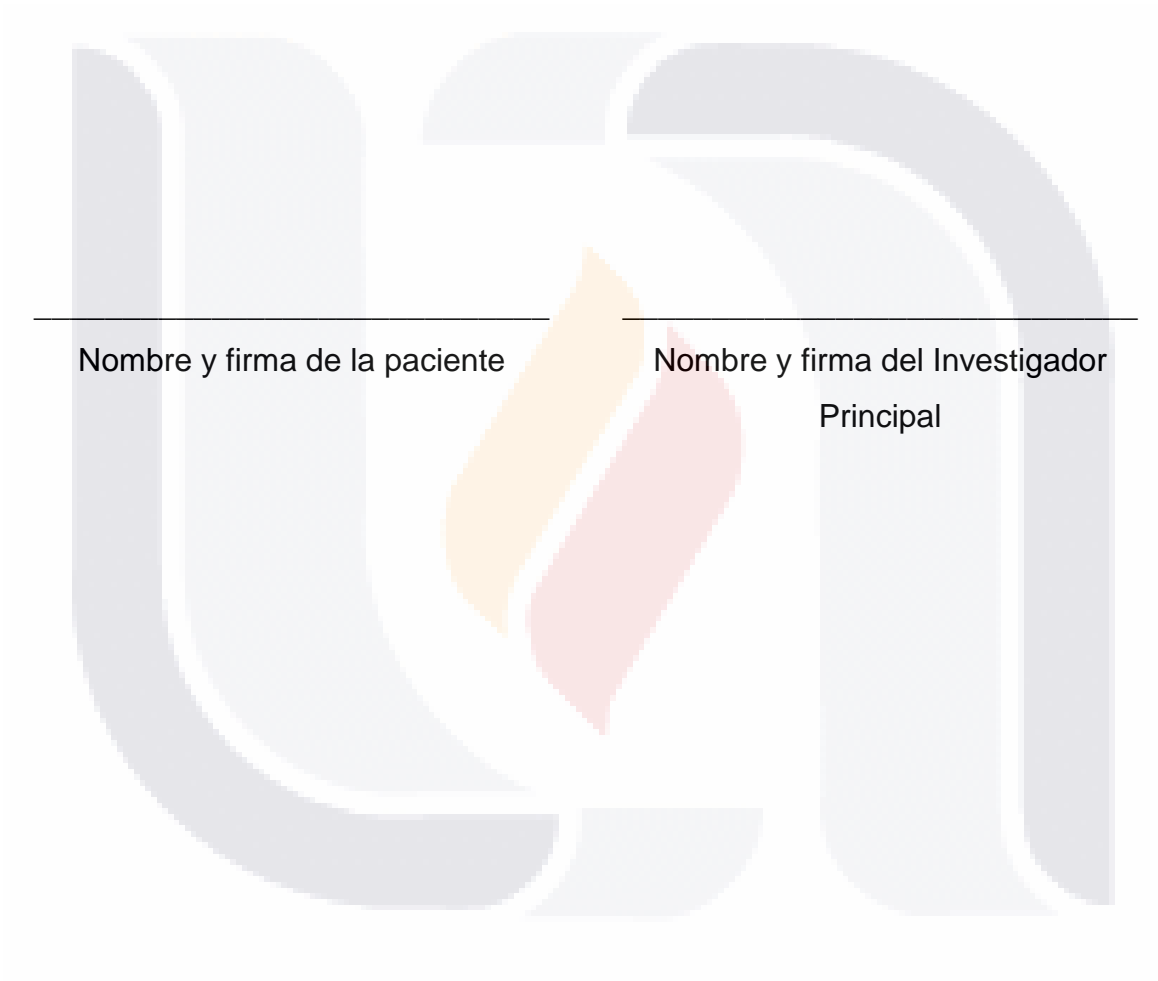 Nombre y firma de la paciente
Nombre y firma del Investigador
Principal